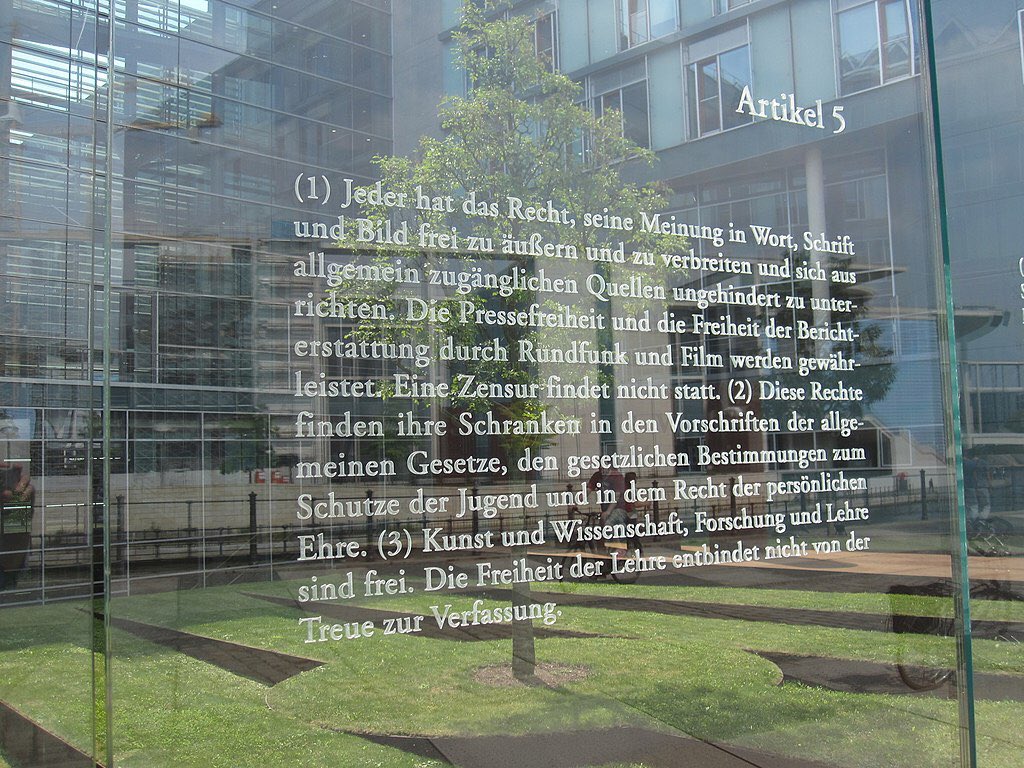 Artikel 5
(1) Jeder hat das Recht, seine Meinung in Wort, Schrift
und Bild frei zu äußern und zu verbreiten und sich aus
allgemein zugänglichen Quellen ungehindert zu unter-
richten. Die Pressefreiheit und die Freiheit der Bericht-
erstattung durch Rundfunk und Film werden gewähr-
leistet. Eine Zensur findet nicht statt. (2) Diese Rechte
finden ihre Schranken in den Vorschriften der allge-
meinen Gesetze, den gesetzlichen Bestimmungen zum
Schutze der Jugend und in dem Recht der persönlichen
Ehre. (3) Kunst und Wissenschaft, Forschung und Lehre
sind frei. Die Freiheit der Lehre entbindet nicht von der
Treue zur Verfassung.